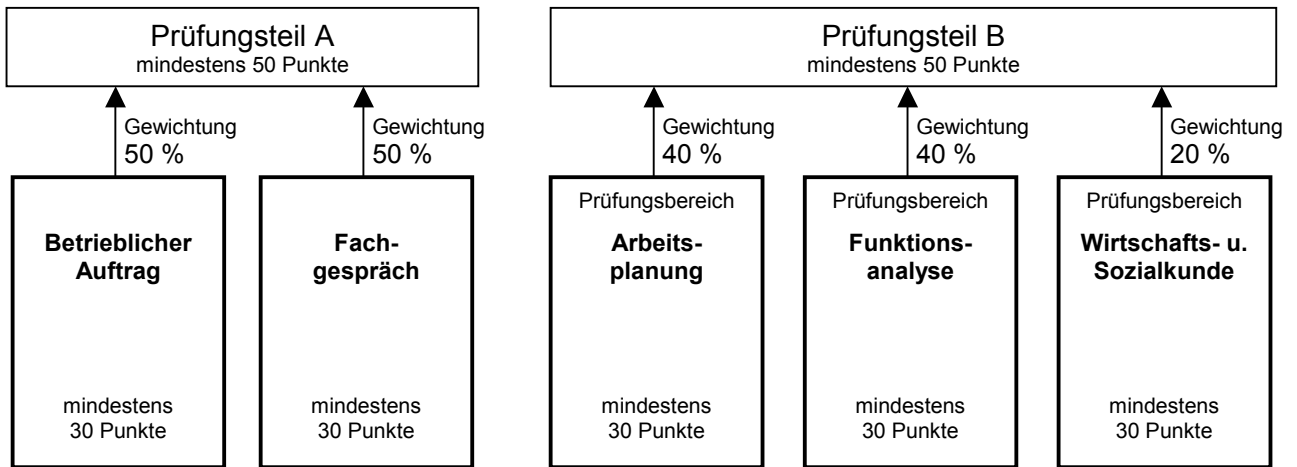 Prüfungsteil A
mindestens 50 Punkte
Prüfungsteil B
mindestens 50 Punkte
Gewichtung
50 %
Gewichtung
50 %
Gewichtung
40 %
Gewichtung
40 %
Gewichtung
20 %
Betrieblicher
Auftrag
mindestens
30 Punkte
Fach-
gespräch
mindestens
30 Punkte
Prüfungsbereich
Arbeits-
planung
mindestens
30 Punkte
Prüfungsbereich
Funktions-
analyse
mindestens
30 Punkte
Prüfungsbereich
Wirtschafts- u.
Sozialkunde
mindestens
30 Punkte